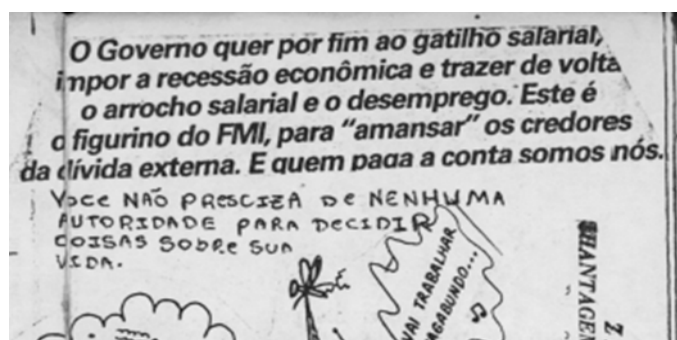 O Governo quer por fim ao gatilho salarial,
impor a recessão econômica e trazer de volta
o arrocho salarial e o desemprego. Este é
o figurino do FMI, para “amansar” os credores
da dívida externa. E quem paga a conta somos nós.
VOCE NÃO PRESCIZA DE NENHUMA
AUTORIDADE PARA DECIDIR
COISAS SOBRE SUA
VIDA.
VAI TRABALHAR
VAGABUNDO...
CHANTAGEM